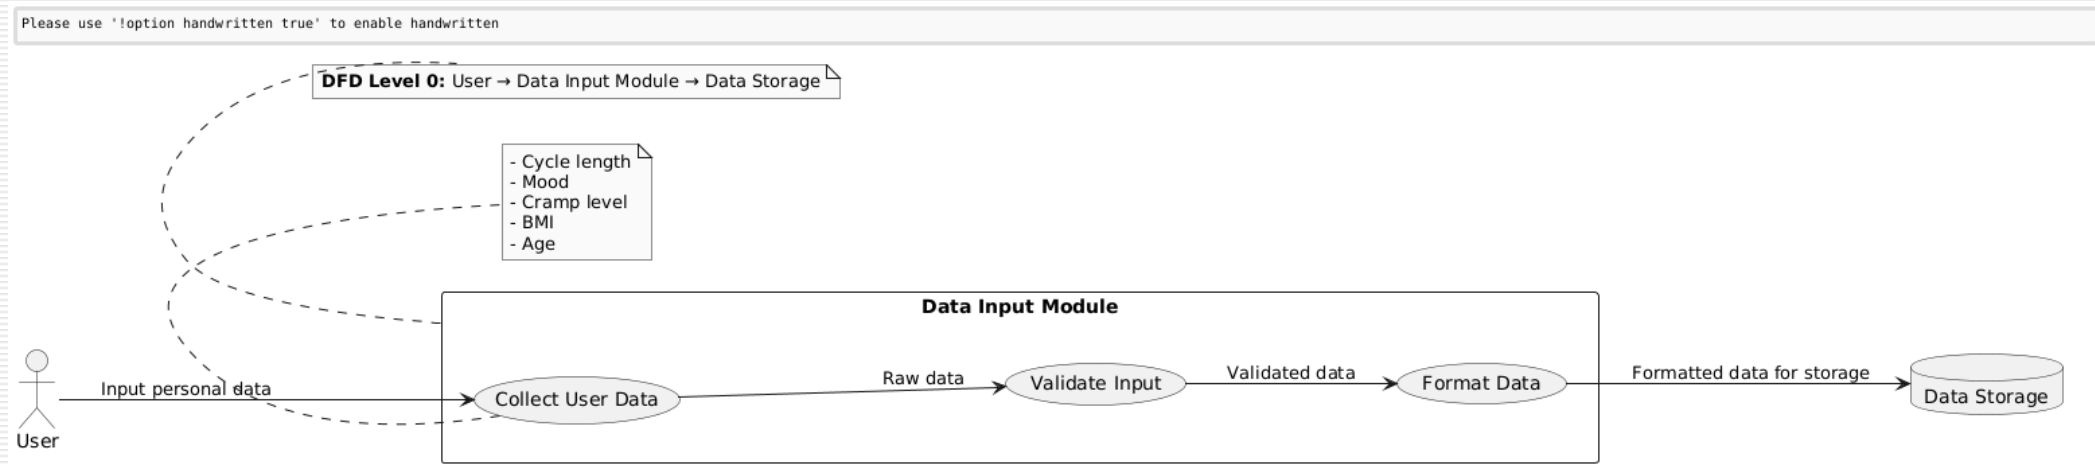 Please use '!option handwritten true' to enable handwritten
DFD Level 0: User → Data Input Module → Data Storage
- Cycle length
- Mood
- Cramp level
- BMI
- Age
Data Input Module
Input personal data
Collect User Data
Raw data
Validate Input
Validated data
Format Data
Formatted data for storage
Data Storage
User